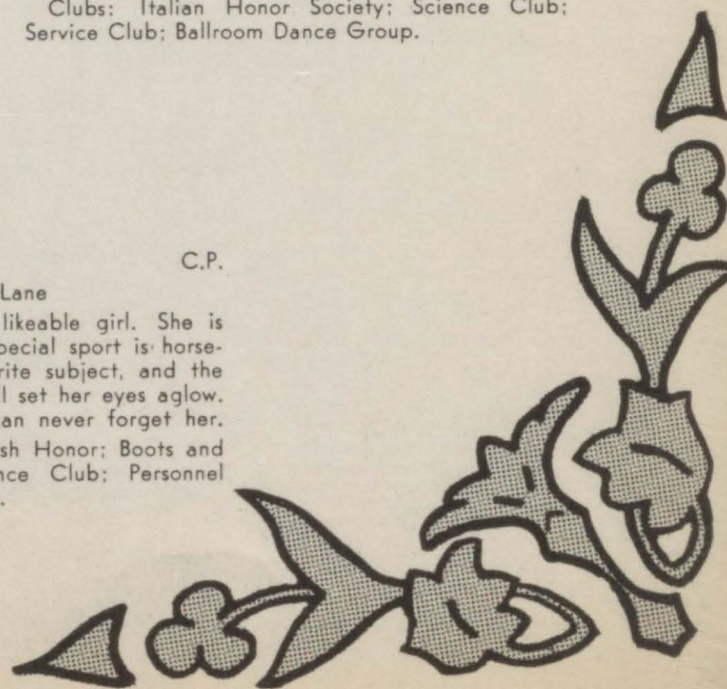 Clubs: Italian Honor Society; Science Club;
Service Club; Ballroom Dance Group.
C.P.
Lane
likeable girl. She is
pecial sport is horse-
rite subject, and the
l set her eyes aglow.
an never forget her.
sh Honor; Boots and
nce Club; Personnel
.